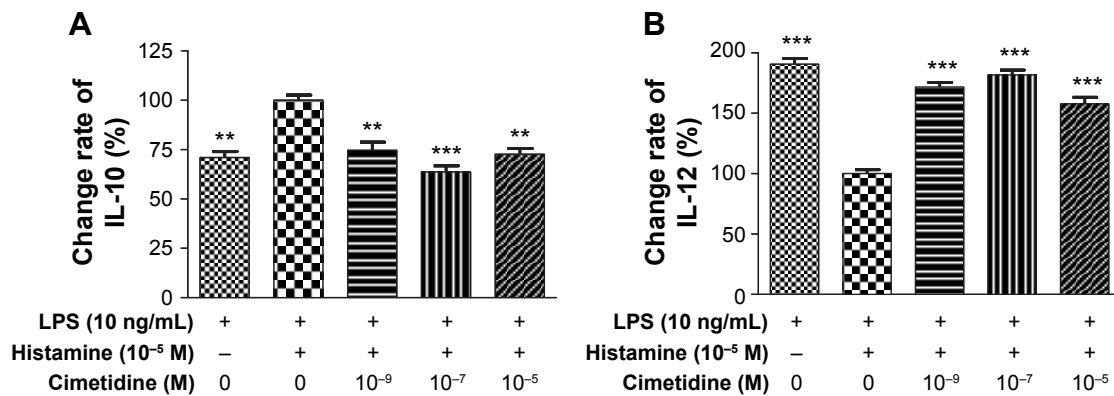 A
Change rate of
IL-10 (%)
125
100
75
50
25
0
** ** *** **
LPS (10 ng/mL) + + + + +
Histamine (10⁻⁵ M) – + + + +
Cimetidine (M) 0 0 10⁻⁹ 10⁻⁷ 10⁻⁵
B
Change rate of
IL-12 (%)
200
150
100
50
0
*** *** *** ***
LPS (10 ng/mL) + + + + +
Histamine (10⁻⁵ M) – + + + +
Cimetidine (M) 0 0 10⁻⁹ 10⁻⁷ 10⁻⁵